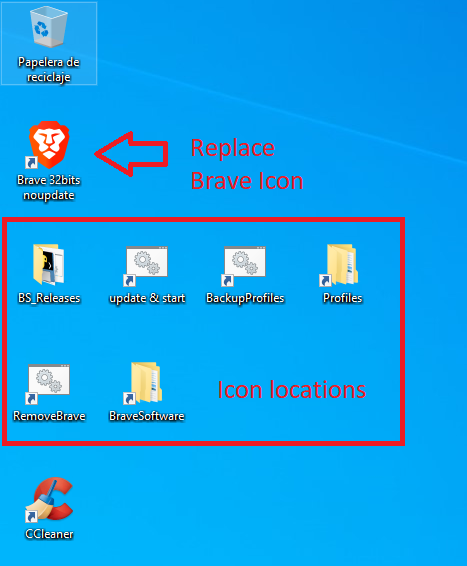 Papelera de
reciclaje
Brave 32bits
noupdate
Replace
Brave Icon
BS_Releases
update & start
BackupProfiles
Profiles
RemoveBrave
BraveSoftware
Icon locations
CCleaner